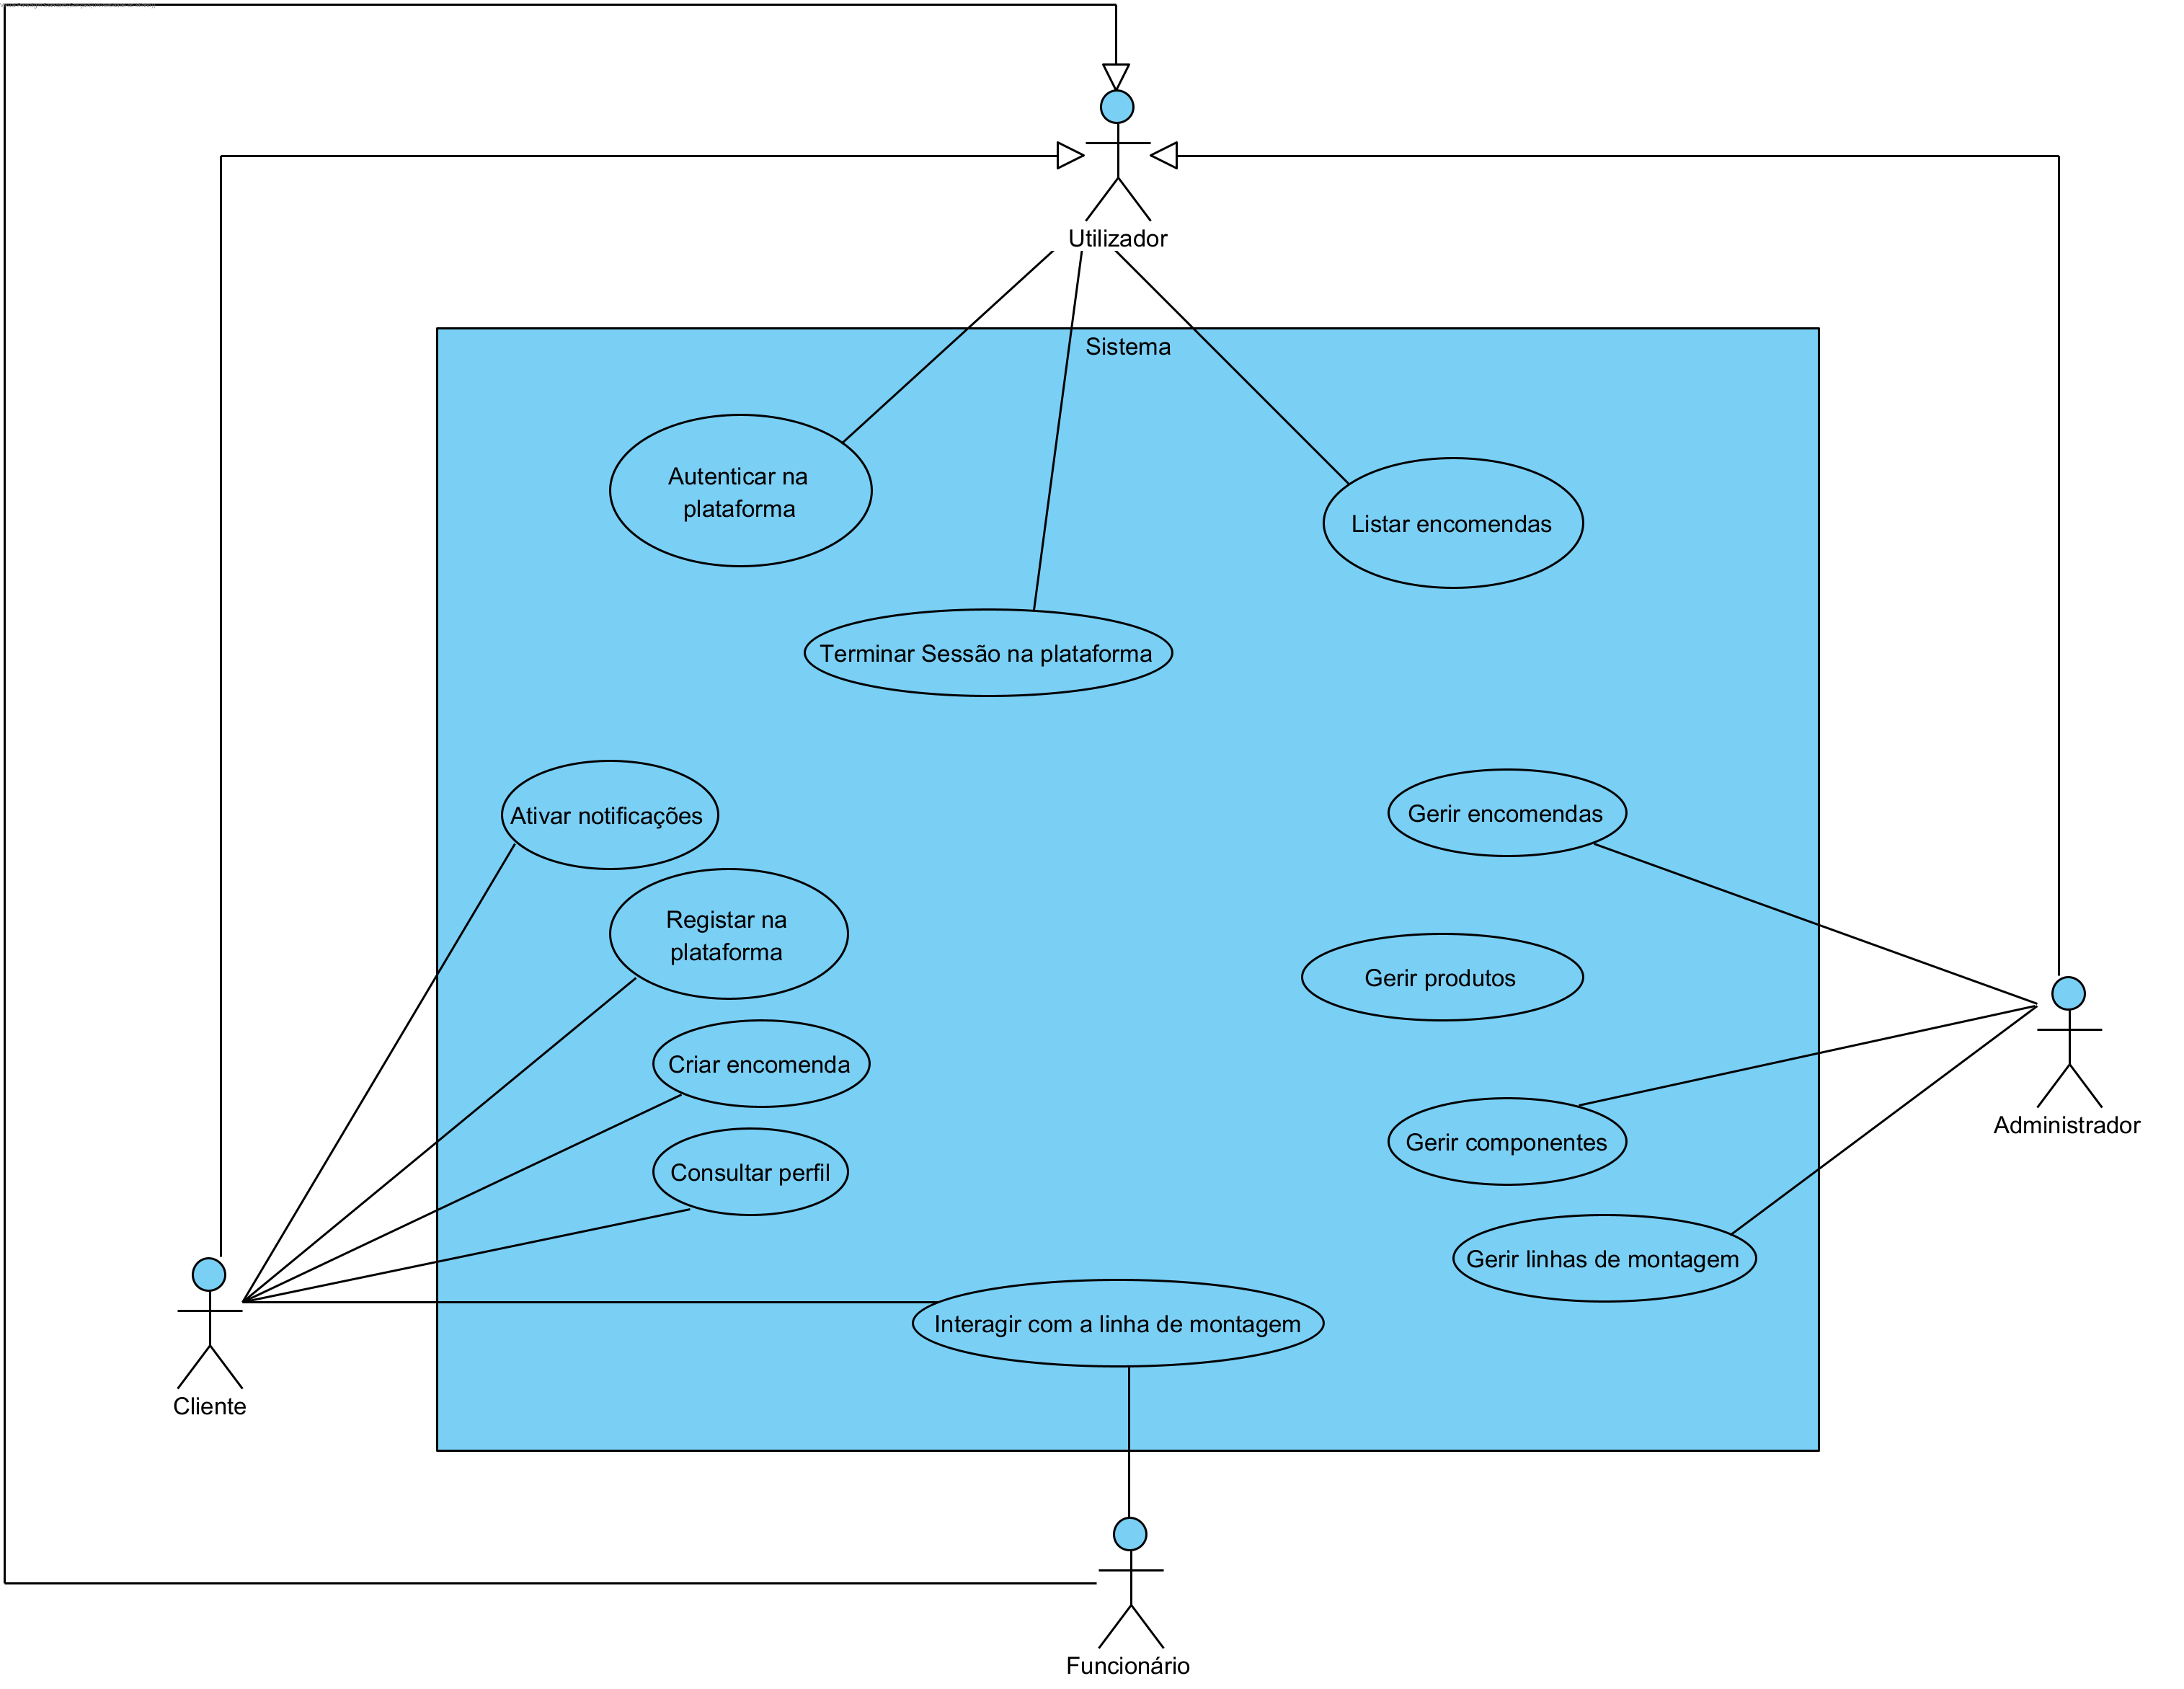 Utilizador
Sistema
Autenticar na
plataforma
Listar encomendas
Terminar Sessão na plataforma
Ativar notificações
Gerir encomendas
Registar na
plataforma
Gerir produtos
Criar encomenda
Gerir componentes
Administrador
Consultar perfil
Gerir linhas de montagem
Interagir com a linha de montagem
Cliente
Funcionário